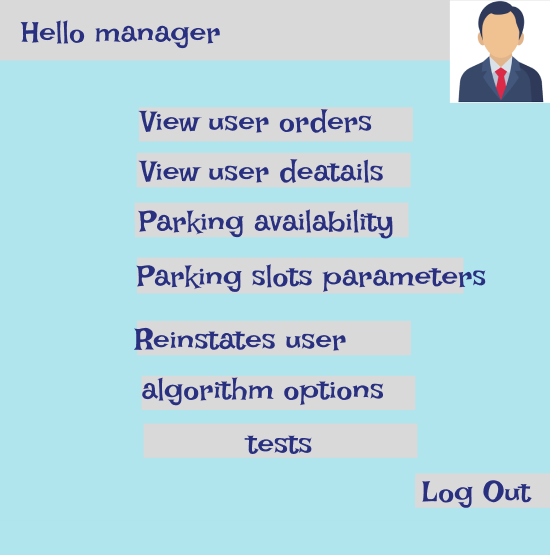 Hello manager
View user orders
View user deatails
Parking availability
Parking slots parameters
Reinstates user
algorithm options
tests
Log Out